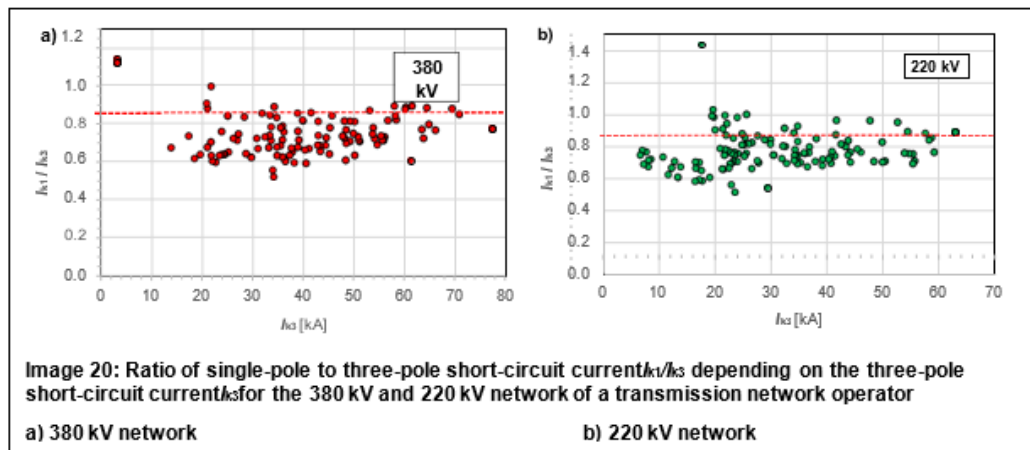 a)
1.2
1.0
0.8
0.6
0.4
0.2
0.0
380
kV
Ik1 / Ik3
0 10 20 30 40 50 60 70 80
Ik3 [kA]
b)
1.4
1.2
1.0
0.8
0.6
0.4
0.2
0.0
220 kV
Ik1 / Ik3
0 10 20 30 40 50 60 70
Ik3 [kA]
Image 20: Ratio of single-pole to three-pole short-circuit currentIk1/Ik3 depending on the three-pole
short-circuit currentIk3for the 380 kV and 220 kV network of a transmission network operator
a) 380 kV network b) 220 kV network